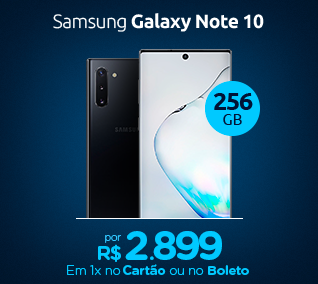 Samsung Galaxy Note 10
256
GB
SAMSUNG
por
R$ 2.899
Em 1x no Cartão ou no Boleto